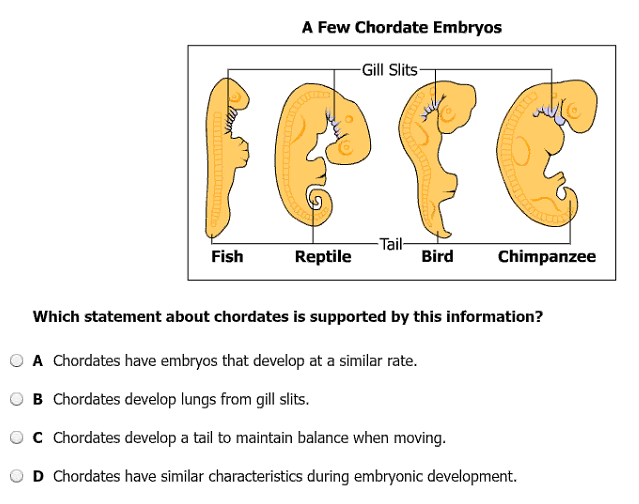 A Few Chordate Embryos
Gill Slits
Tail
Fish Reptile Bird Chimpanzee
Which statement about chordates is supported by this information?
A Chordates have embryos that develop at a similar rate.
B Chordates develop lungs from gill slits.
C Chordates develop a tail to maintain balance when moving.
D Chordates have similar characteristics during embryonic development.